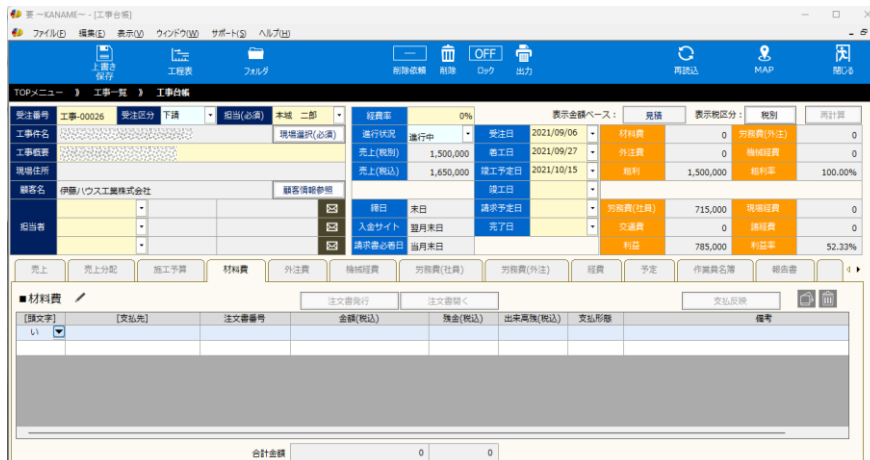 要 ～KANAME～ - [工事台帳]
ファイル(F) 編集(E) 表示(V) ウィンドウ(W) サポート(S) ヘルプ(H)
上書き保存 工程表 フォルダ 削除依頼 削除 OFF ロック 出力 再読込 MAP 閉じる
TOPメニュー 》 工事一覧 》 工事台帳
受注番号 工事-00026 受注区分 下請 担当(必須) 本城 二郎 経費率 0% 表示金額ベース： 見積 表示税区分： 税別 再計算
工事件名 現場選択(必須) 進行状況 進行中 受注日 2021/09/06 材料費 0 労務費(外注) 0
工事概要 売上(税別) 1,500,000 着工日 2021/09/27 外注費 0 機械経費 0
現場住所 売上(税込) 1,650,000 竣工予定日 2021/10/15 粗利 1,500,000 粗利率 100.00%
顧客名 伊藤ハウス工業株式会社 顧客情報参照 竣工日
担当者 締日 末日 請求予定日 労務費(社員) 715,000 現場経費 0
入金サイト 翌月末日 完了日 交通費 0 諸経費 0
請求書必着日 当月末日 利益 785,000 利益率 52.33%
売上 売上分配 施工予算 材料費 外注費 機械経費 労務費(社員) 労務費(外注) 経費 予定 作業員名簿 報告書
■材料費 注文書発行 注文書開く 支払反映
[頭文字] [支払先] 注文書番号 金額(税込) 残金(税込) 出来高残(税込) 支払形態 備考
い
合計金額 0 0